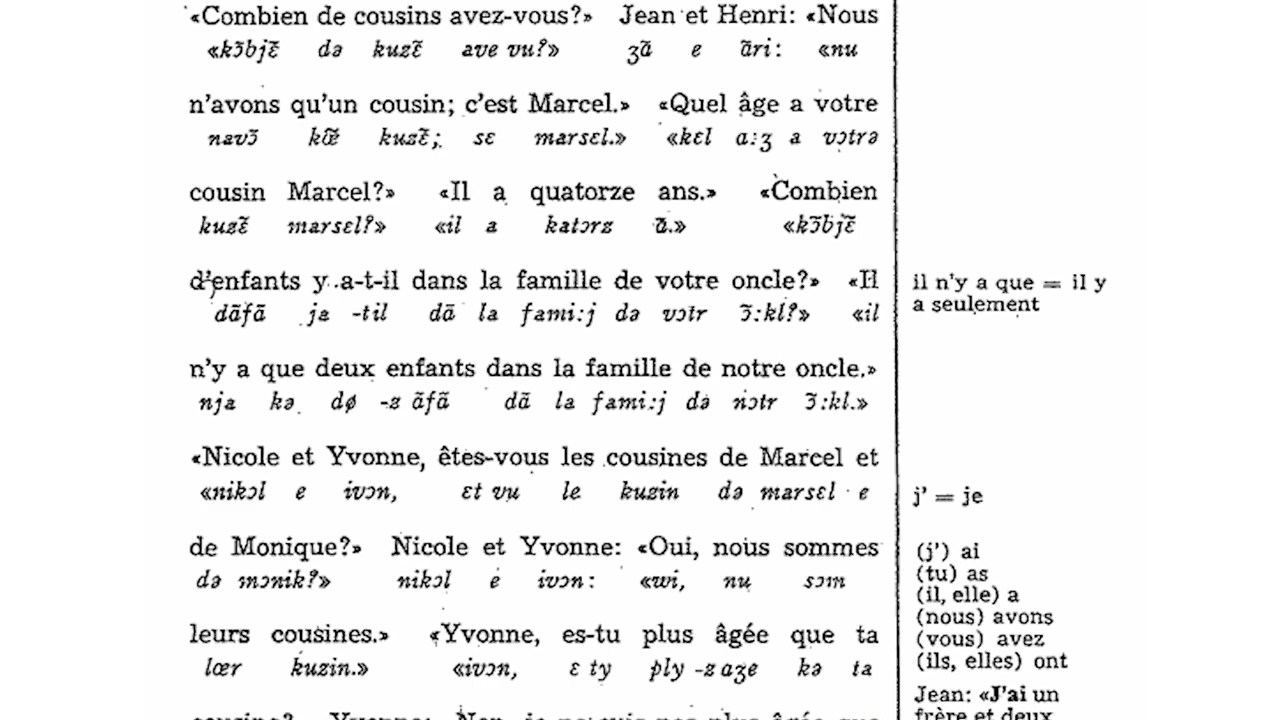 «Combien de cousins avez-vous?» Jean et Henri: «Nous
«kɔ̃bjɛ̃ də kuzɛ̃ ave vu?» ʒɑ̃ e ɑ̃ri: «nu
n'avons qu'un cousin; c'est Marcel.» «Quel âge a votre
navɔ̃ kœ̃ kuzɛ̃; sɛ marsɛl.» «kɛl a:ʒ a vɔtrə
cousin Marcel?» «Il a quatorze ans.» «Combien
kuzɛ̃ marsɛl?» «il a katɔrz ɑ̃.» «kɔ̃bjɛ̃
d'enfants y a-t-il dans la famille de votre oncle?» «Il
dɑ̃fɑ̃ ja -til dɑ̃ la fami:j də vɔtr ɔ̃:kl?» «il
n'y a que deux enfants dans la famille de notre oncle.»
nja kə dø -z ɑ̃fɑ̃ dɑ̃ la fami:j də nɔtr ɔ̃:kl.»
«Nicole et Yvonne, êtes-vous les cousines de Marcel et
«nikɔl e ivɔn, ɛt vu le kuzin də marsɛl e
de Monique?» Nicole et Yvonne: «Oui, nous sommes
də mɔnik?» nikɔl e ivɔn: «wi, nu sɔm
leurs cousines.» «Yvonne, es-tu plus âgée que ta
lœr kuzin.» «ivɔn, ɛ ty ply -z aʒe kə ta
il n'y a que = il y
a seulement
j' = je
(j') ai
(tu) as
(il, elle) a
(nous) avons
(vous) avez
(ils, elles) ont
Jean: «J'ai un
frère et deux